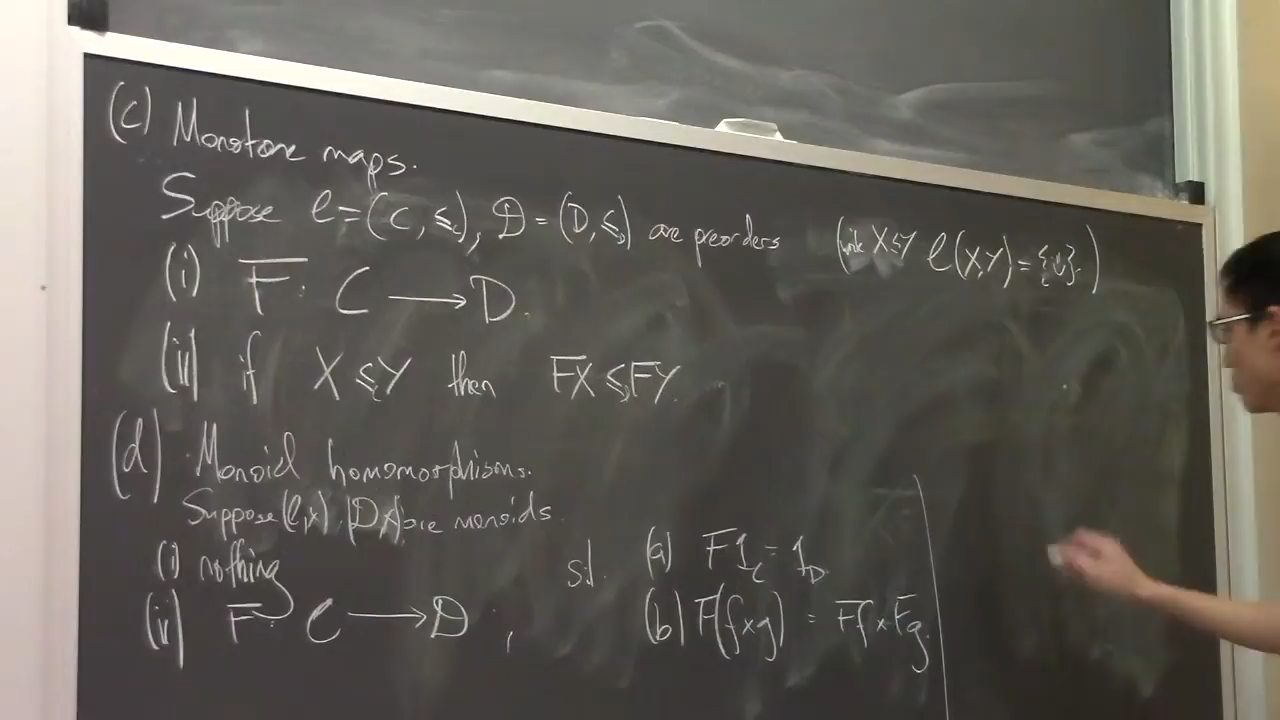 (c) Monotone maps.
Suppose 𝒞 = (C, ≤_C), 𝒟 = (D, ≤_D) are preorders (write X≤Y 𝒞(X,Y) = {↓}.)
(i) F: C ⟶ D.
(ii) if X ≤_C Y then FX ≤_D FY.
(d) Monoid homomorphisms.
Suppose (𝒞,×), (D,×) are monoids.
(i) nothing
(ii) F: 𝒞 ⟶ D, st. (a) F1_C = 1_D.
(b) F(f×g) = Ff × Fg.